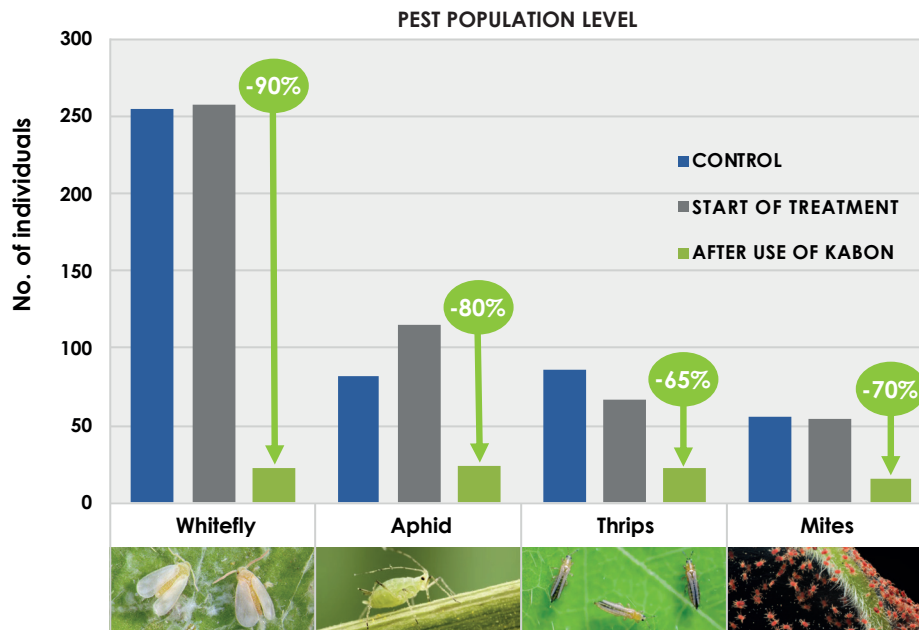 PEST POPULATION LEVEL
No. of individuals
300
250
200
150
100
50
0
-90%
-80%
-65%
-70%
CONTROL
START OF TREATMENT
AFTER USE OF KABON
Whitefly
Aphid
Thrips
Mites